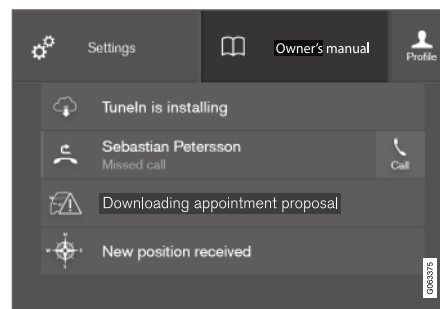 Settings
Owner's manual
Profile
TuneIn is installing
Sebastian Petersson
Missed call
Call
Downloading appointment proposal
New position received
G063375